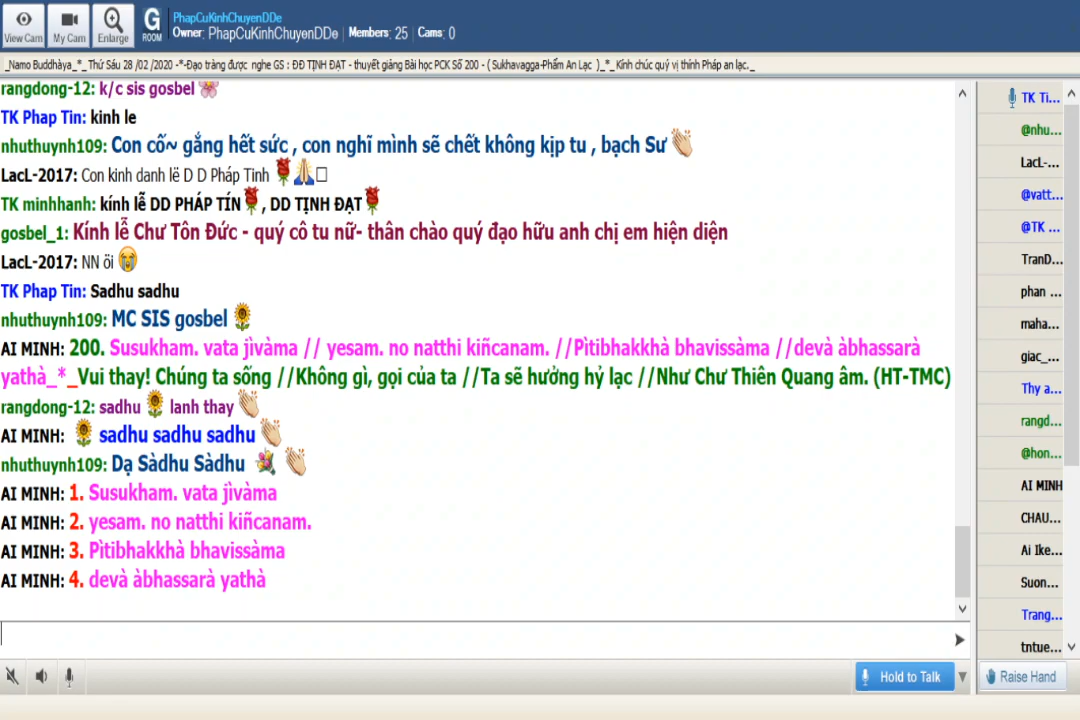 PhapCuKinhChuyenDDe
G ROOM Owner: PhapCuKinhChuyenDDe | Members: 25 | Cams: 0
View Cam My Cam Enlarge
_Namo Buddhàya_*_ Thứ Sáu 28 /02 /2020 -*-Đạo tràng được nghe GS : ĐĐ TỊNH ĐẠT - thuyết giảng Bài học PCK Số 200 - ( Sukhavagga-Phẩm An Lạc )_*_Kính chúc quý vị thính Pháp an lạc._
rangdong-12: k/c sis gosbel
TK Phap Tin: kinh le
nhuthuynh109: Con cố~ gắng hết sức , con nghĩ mình sẽ chết không kịp tu , bạch Sư
LacL-2017: Con kinh danh lë D D Pháp Tinh
TK minhhanh: kính lễ DD PHÁP TÍN , DD TỊNH ĐẠT
gosbel_1: Kính lễ Chư Tôn Đức - quý cô tu nữ- thân chào quý đạo hữu anh chị em hiện diện
LacL-2017: NN öi
TK Phap Tin: Sadhu sadhu
nhuthuynh109: MC SIS gosbel
AI MINH: 200. Susukham. vata jìvàma // yesam. no natthi kiñcanam. //Pìtibhakkhà bhavissàma //devà àbhassarà
yathà_*_Vui thay! Chúng ta sống //Không gì, gọi của ta //Ta sẽ hưởng hỷ lạc //Như Chư Thiên Quang âm. (HT-TMC)
rangdong-12: sadhu lanh thay
AI MINH: sadhu sadhu sadhu
nhuthuynh109: Dạ Sàdhu Sàdhu
AI MINH: 1. Susukham. vata jìvàma
AI MINH: 2. yesam. no natthi kiñcanam.
AI MINH: 3. Pìtibhakkhà bhavissàma
AI MINH: 4. devà àbhassarà yathà
TK Ti...
@nhu...
LacL-...
@vatt...
@TK ...
TranD...
phan ...
maha...
giac_...
Thy a...
rangd...
@hon...
AI MINH
CHAU...
Ai Ike...
Suon...
Trang...
tntue...
Hold to Talk
Raise Hand